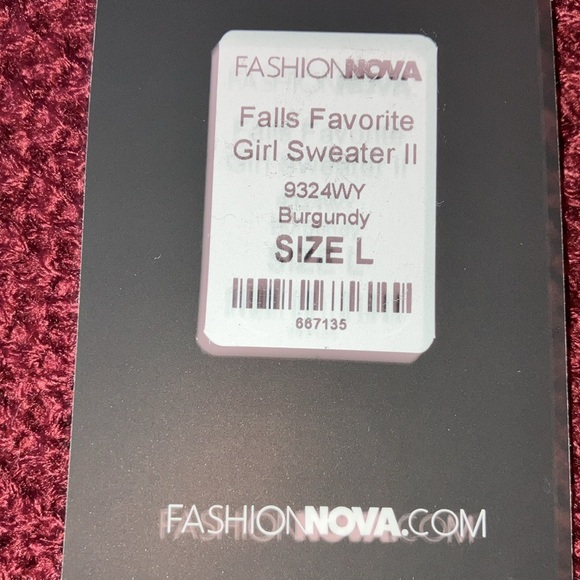 FASHIONNOVA
Falls Favorite
Girl Sweater II
9324WY
Burgundy
SIZE L
667135
FASHIONNOVA.COM